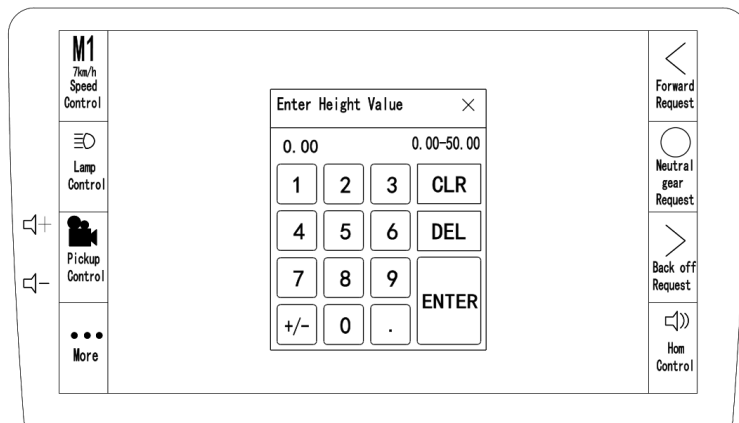 M1
7km/h
Speed
Control
Lamp
Control
Pickup
Control
More
Enter Height Value
0.00 0.00-50.00
1 2 3 CLR
4 5 6 DEL
7 8 9
ENTER
+/- 0 .
Forward
Request
Neutral
gear
Request
Back off
Request
Hom
Control